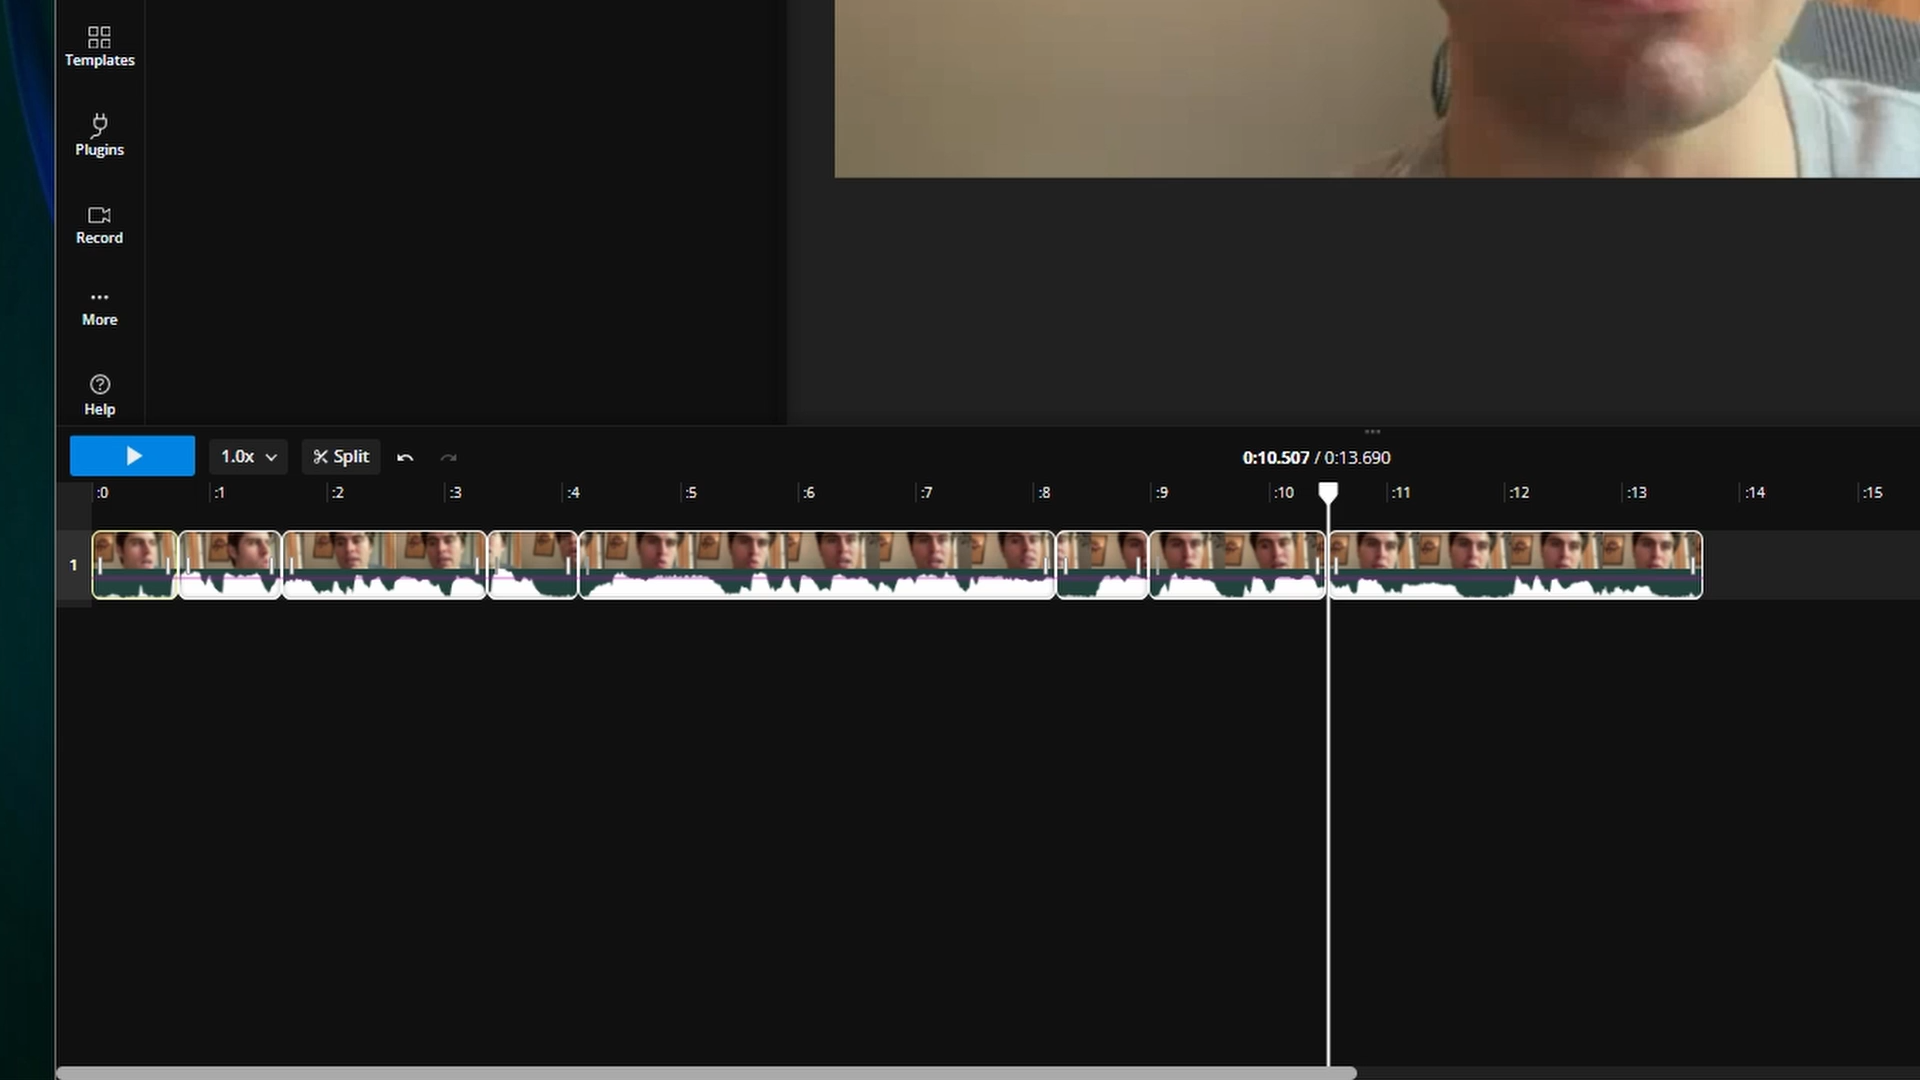 Templates
Plugins
Record
More
Help
1.0x Split 0:10.507 / 0:13.690
:0 :1 :2 :3 :4 :5 :6 :7 :8 :9 :10 :11 :12 :13 :14 :15
1